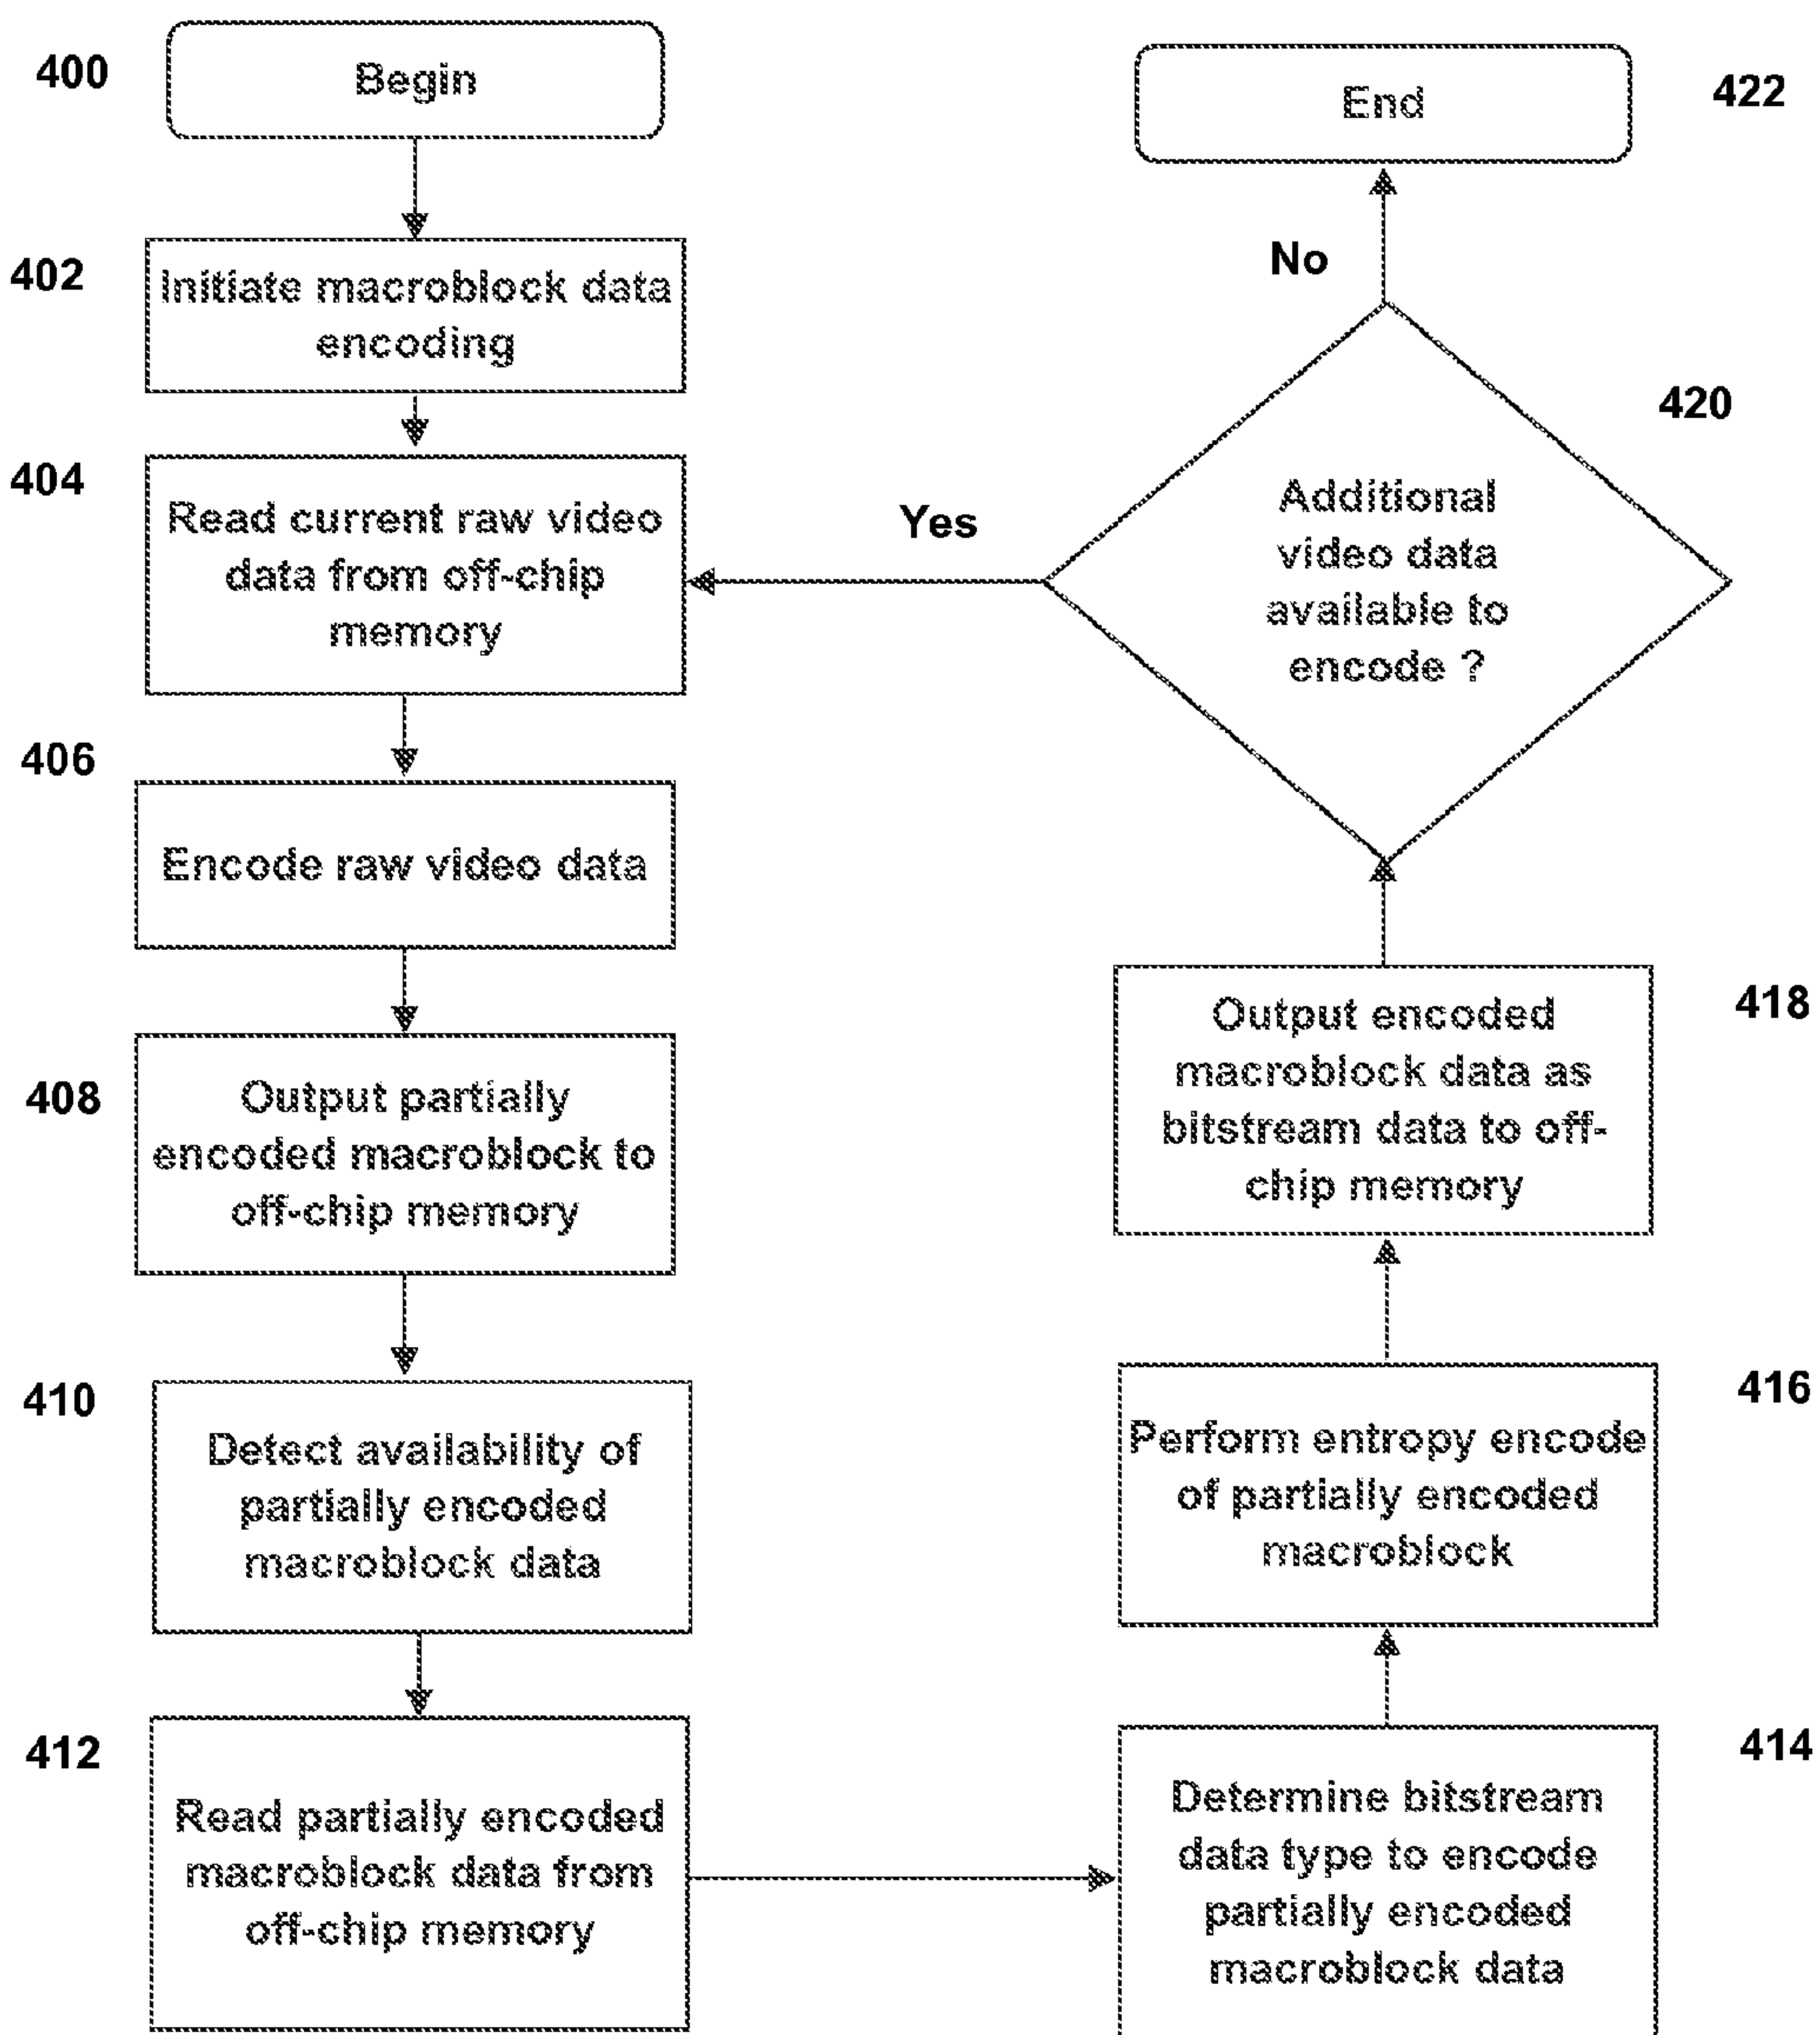 400
Begin
402
Initiate macroblock data
encoding
404
Read current raw video
data from off-chip
memory
406
Encode raw video data
408
Output partially
encoded macroblock to
off-chip memory
410
Detect availability of
partially encoded
macroblock data
412
Read partially encoded
macroblock data from
off-chip memory
414
Determine bitstream
data type to encode
partially encoded
macroblock data
416
Perform entropy encode
of partially encoded
macroblock
418
Output encoded
macroblock data as
bitstream data to off-
chip memory
420
Additional
video data
available to
encode ?
Yes
No
422
End